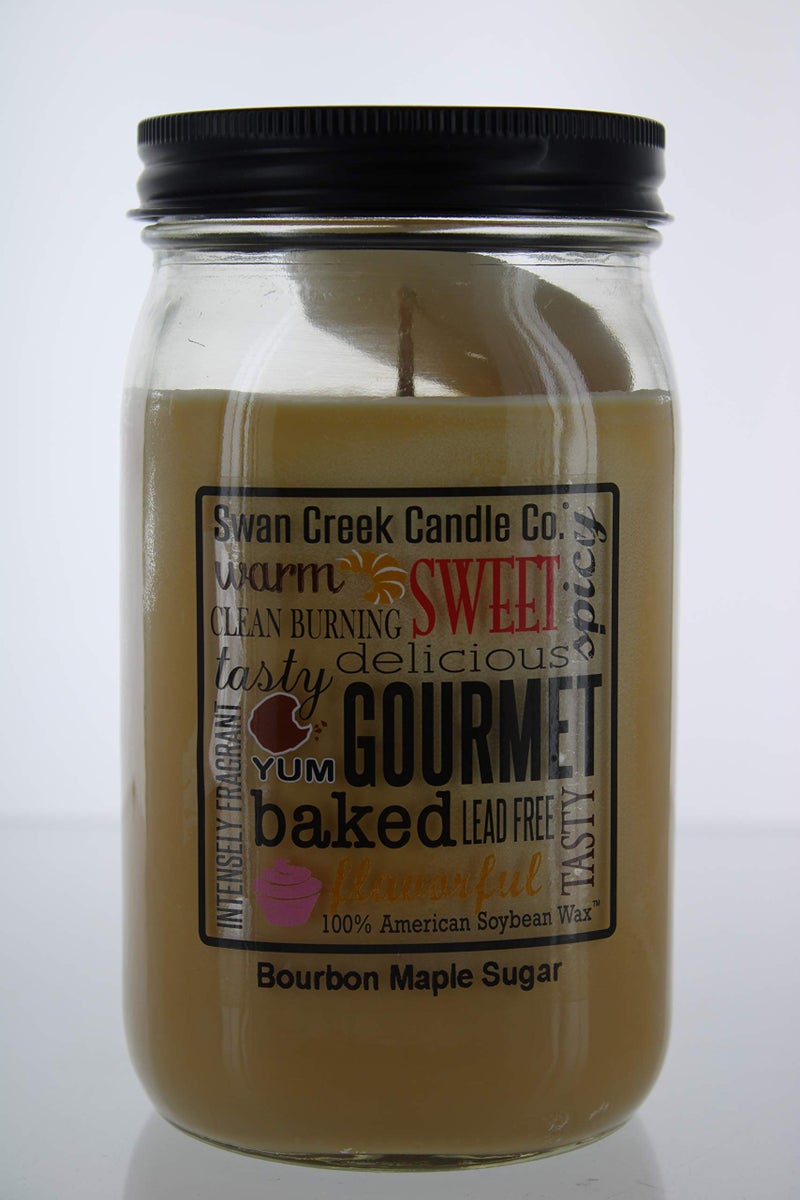 Swan Creek Candle Co.
warm
SWEET
spicy
CLEAN BURNING
delicious
tasty
INTENSELY FRAGRANT
YUM
GOURMET
baked
LEAD FREE
TASTY
flavorful
100% American Soybean Wax™
Bourbon Maple Sugar